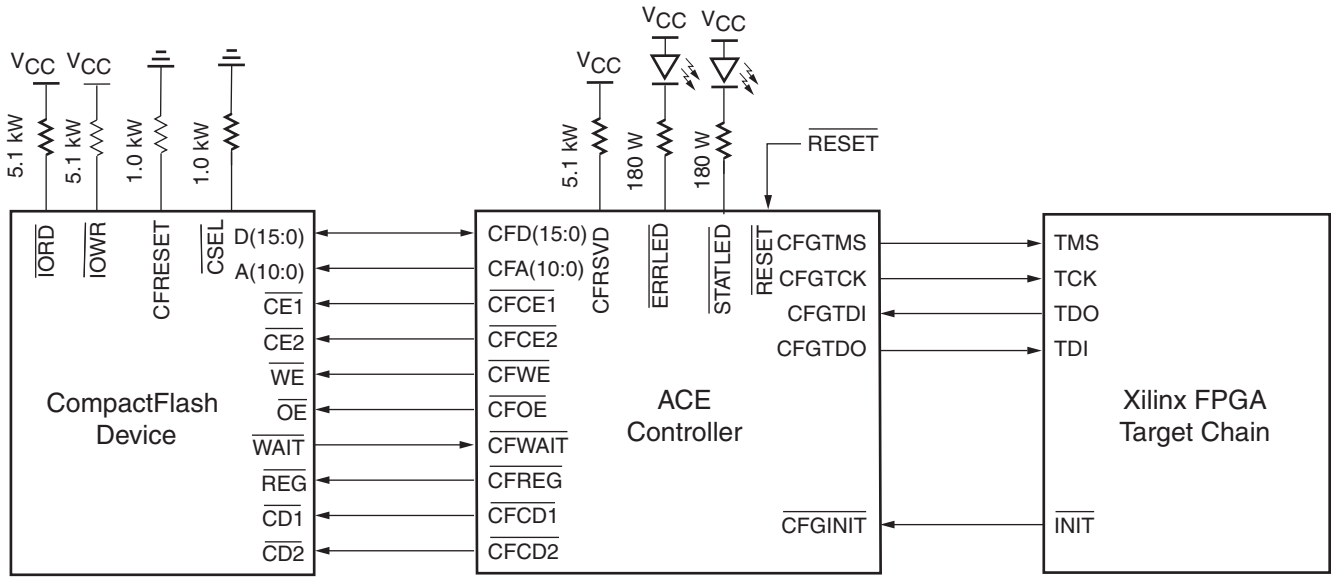 VCC
VCC
VCC
VCC
VCC
5.1 kW
5.1 kW
1.0 kW
1.0 kW
5.1 kW
180 W
180 W
RESET
IORD
IOWR
CFRESET
CSEL
D(15:0)
A(10:0)
CE1
CE2
WE
OE
WAIT
REG
CD1
CD2
CompactFlash
Device
CFD(15:0)
CFA(10:0)
CFCE1
CFCE2
CFWE
CFOE
CFWAIT
CFREG
CFCD1
CFCD2
CFRSVD
ERRLED
STATLED
RESET
CFGTMS
CFGTCK
CFGTDI
CFGTDO
CFGINIT
ACE
Controller
TMS
TCK
TDO
TDI
INIT
Xilinx FPGA
Target Chain